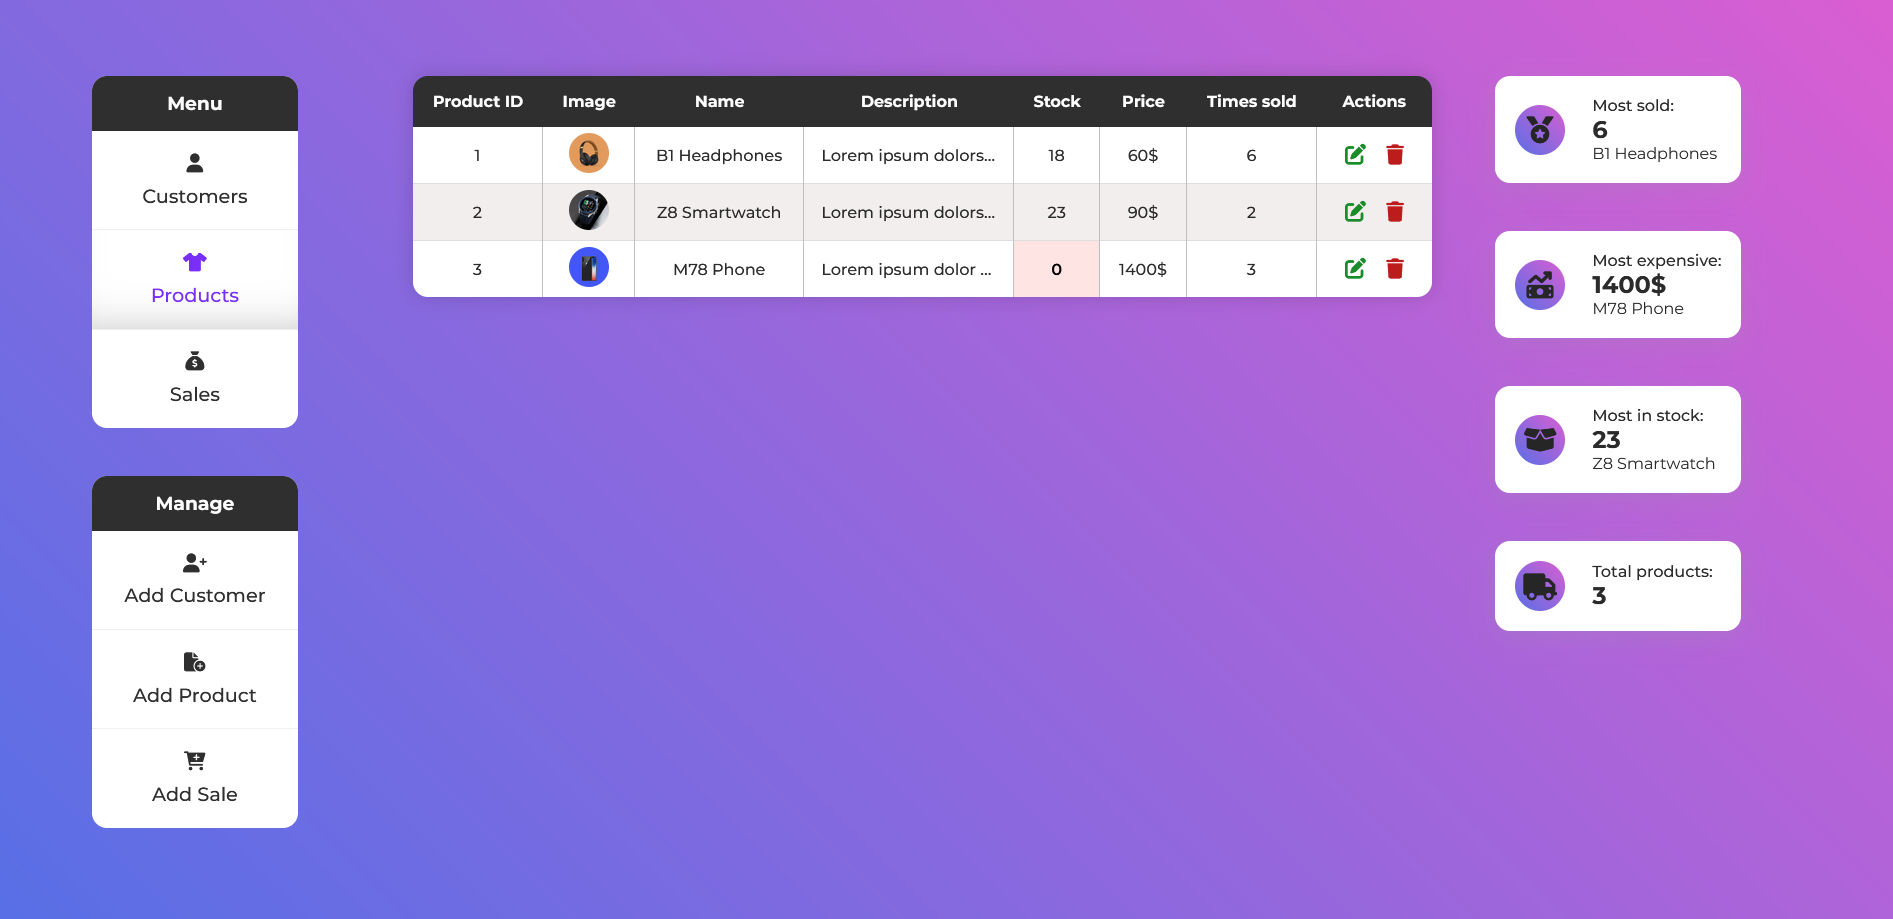 Menu
Customers
Products
Sales
Manage
Add Customer
Add Product
Add Sale
Product ID Image Name Description Stock Price Times sold Actions
1 B1 Headphones Lorem ipsum dolors... 18 60$ 6
2 Z8 Smartwatch Lorem ipsum dolors... 23 90$ 2
3 M78 Phone Lorem ipsum dolor ... 0 1400$ 3
Most sold:
6
B1 Headphones
Most expensive:
1400$
M78 Phone
Most in stock:
23
Z8 Smartwatch
Total products:
3